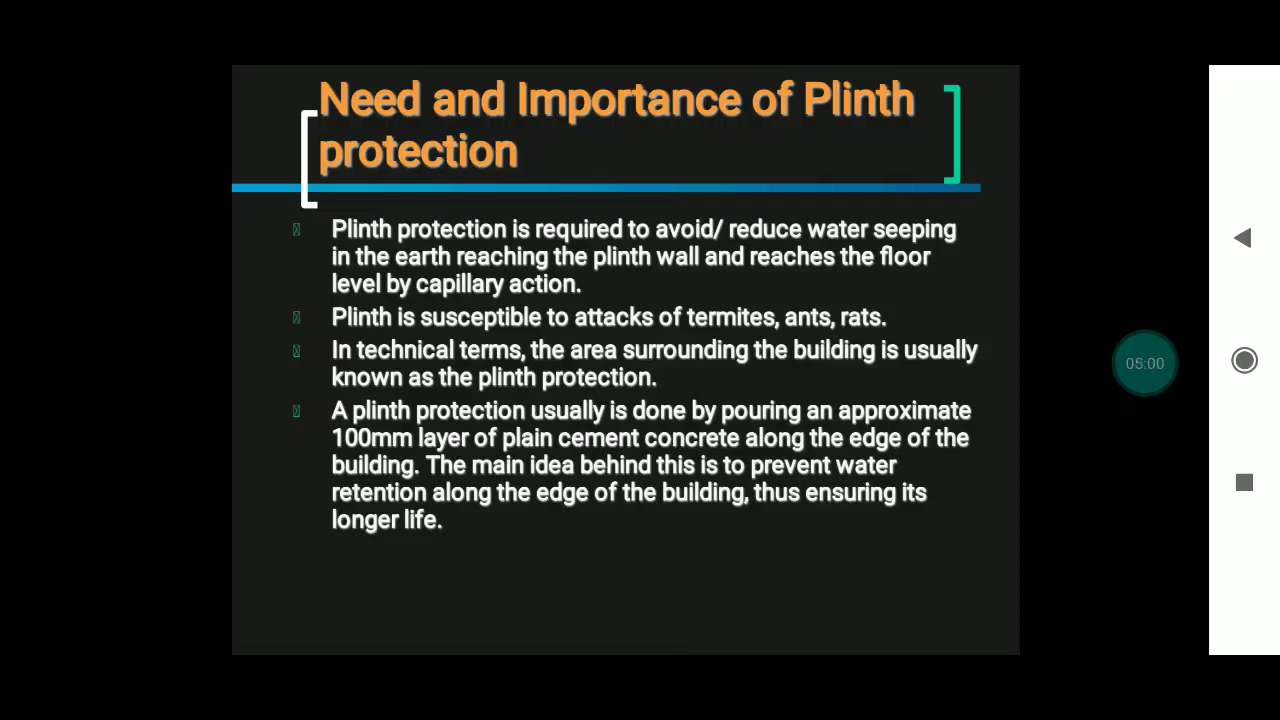 Need and Importance of Plinth
protection
Plinth protection is required to avoid/ reduce water seeping
in the earth reaching the plinth wall and reaches the floor
level by capillary action.
Plinth is susceptible to attacks of termites, ants, rats.
In technical terms, the area surrounding the building is usually
known as the plinth protection.
A plinth protection usually is done by pouring an approximate
100mm layer of plain cement concrete along the edge of the
building. The main idea behind this is to prevent water
retention along the edge of the building, thus ensuring its
longer life.
05:00